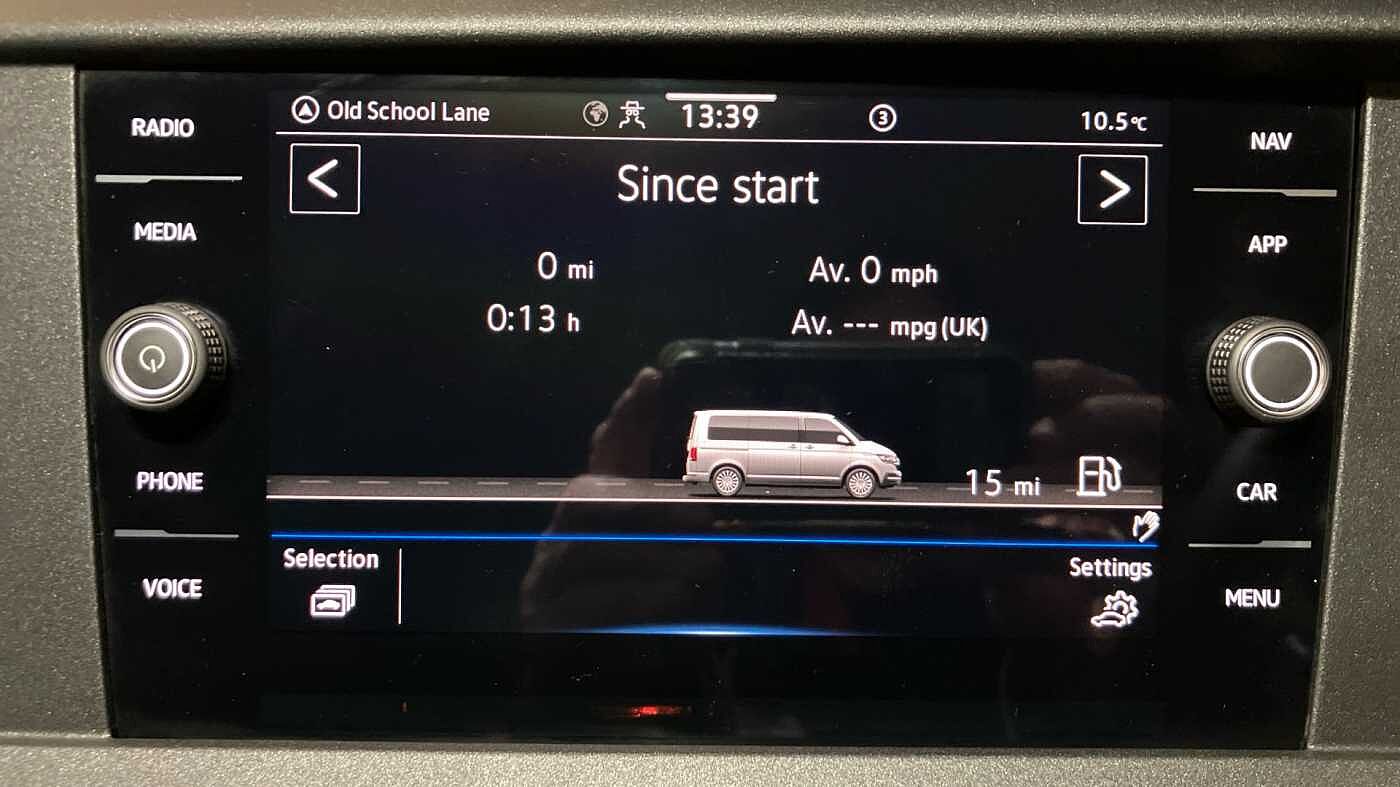 RADIO
MEDIA
PHONE
VOICE
Old School Lane
13:39
3
10.5°C
< Since start >
0 mi
Av. 0 mph
0:13 h
Av. --- mpg (UK)
15 mi
Selection
Settings
NAV
APP
CAR
MENU